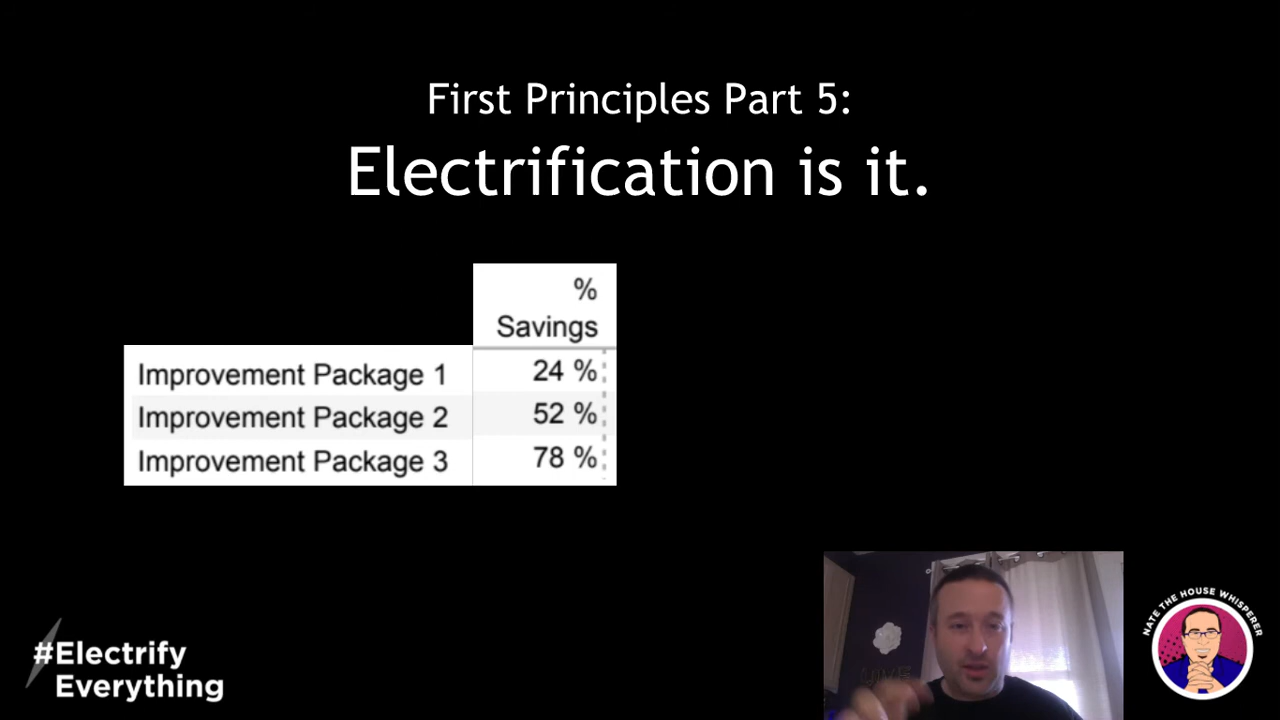 First Principles Part 5:
Electrification is it.
%
Savings
Improvement Package 1 24 %
Improvement Package 2 52 %
Improvement Package 3 78 %
#Electrify
Everything
NATE THE HOUSE WHISPERER